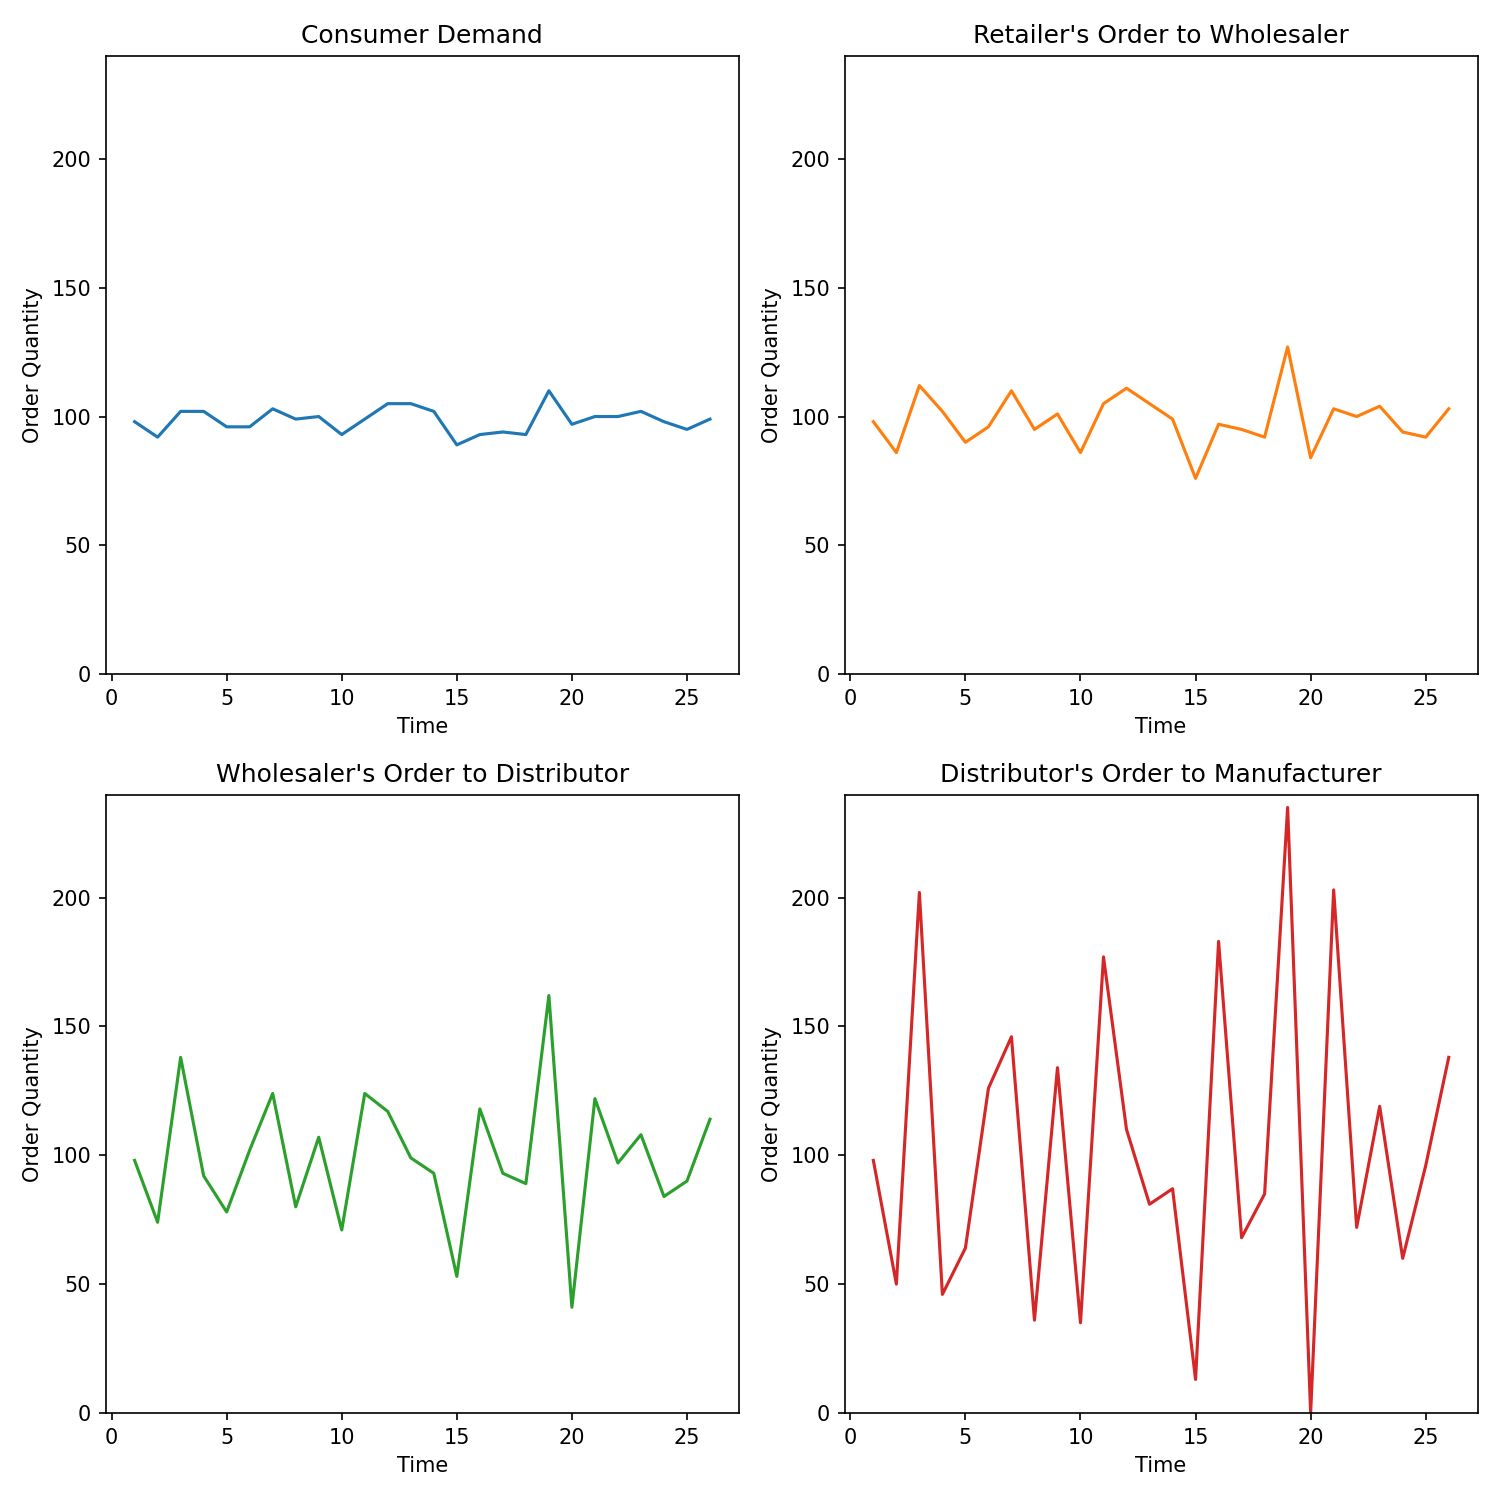 Consumer Demand
Order Quantity
200
150
100
50
0
0 5 10 15 20 25
Time
Retailer's Order to Wholesaler
Order Quantity
200
150
100
50
0
0 5 10 15 20 25
Time
Wholesaler's Order to Distributor
Order Quantity
200
150
100
50
0
0 5 10 15 20 25
Time
Distributor's Order to Manufacturer
Order Quantity
200
150
100
50
0
0 5 10 15 20 25
Time